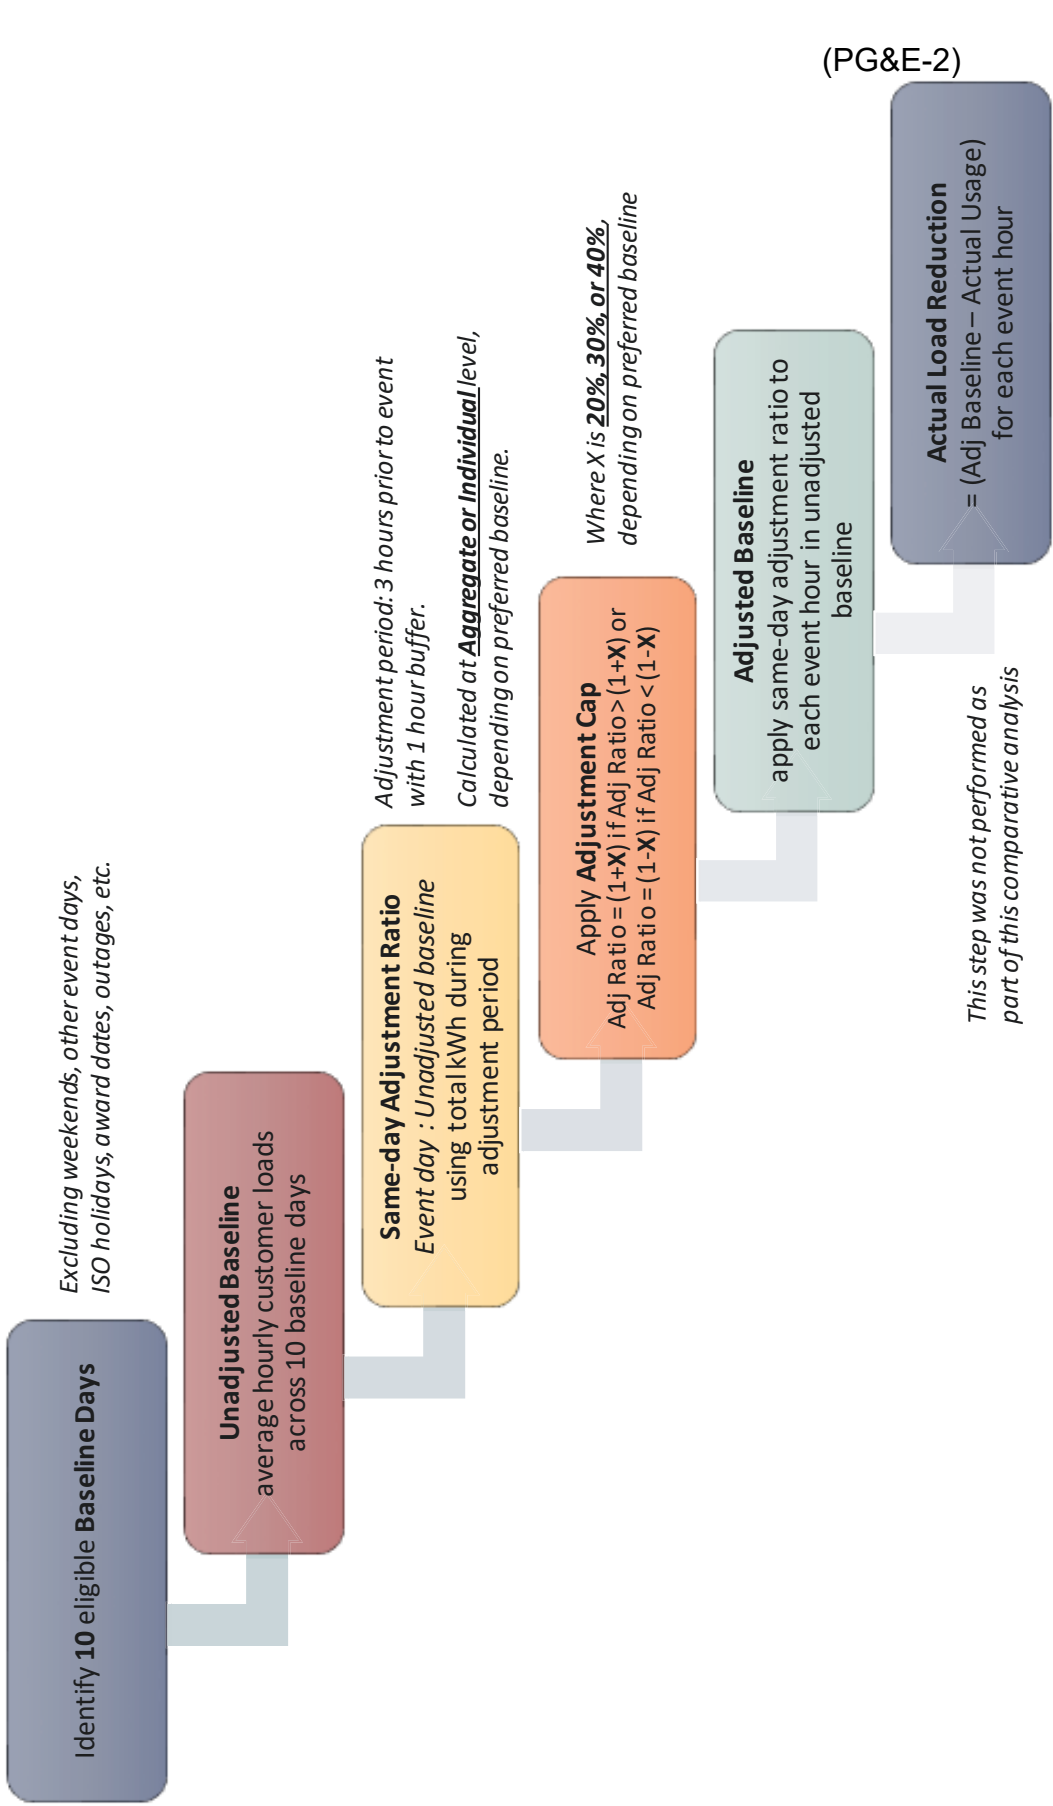 (PG&E-2)
Identify 10 eligible Baseline Days
Excluding weekends, other event days,
ISO holidays, award dates, outages, etc.
Unadjusted Baseline
average hourly customer loads
across 10 baseline days
Same-day Adjustment Ratio
Event day : Unadjusted baseline
using total kWh during
adjustment period
Adjustment period: 3 hours prior to event
with 1 hour buffer.
Calculated at Aggregate or Individual level,
depending on preferred baseline.
Apply Adjustment Cap
Adj Ratio = (1+X) if Adj Ratio > (1+X) or
Adj Ratio = (1-X) if Adj Ratio < (1-X)
Where X is 20%, 30%, or 40%,
depending on preferred baseline
Adjusted Baseline
apply same-day adjustment ratio to
each event hour in unadjusted
baseline
Actual Load Reduction
= (Adj Baseline – Actual Usage)
for each event hour
This step was not performed as
part of this comparative analysis